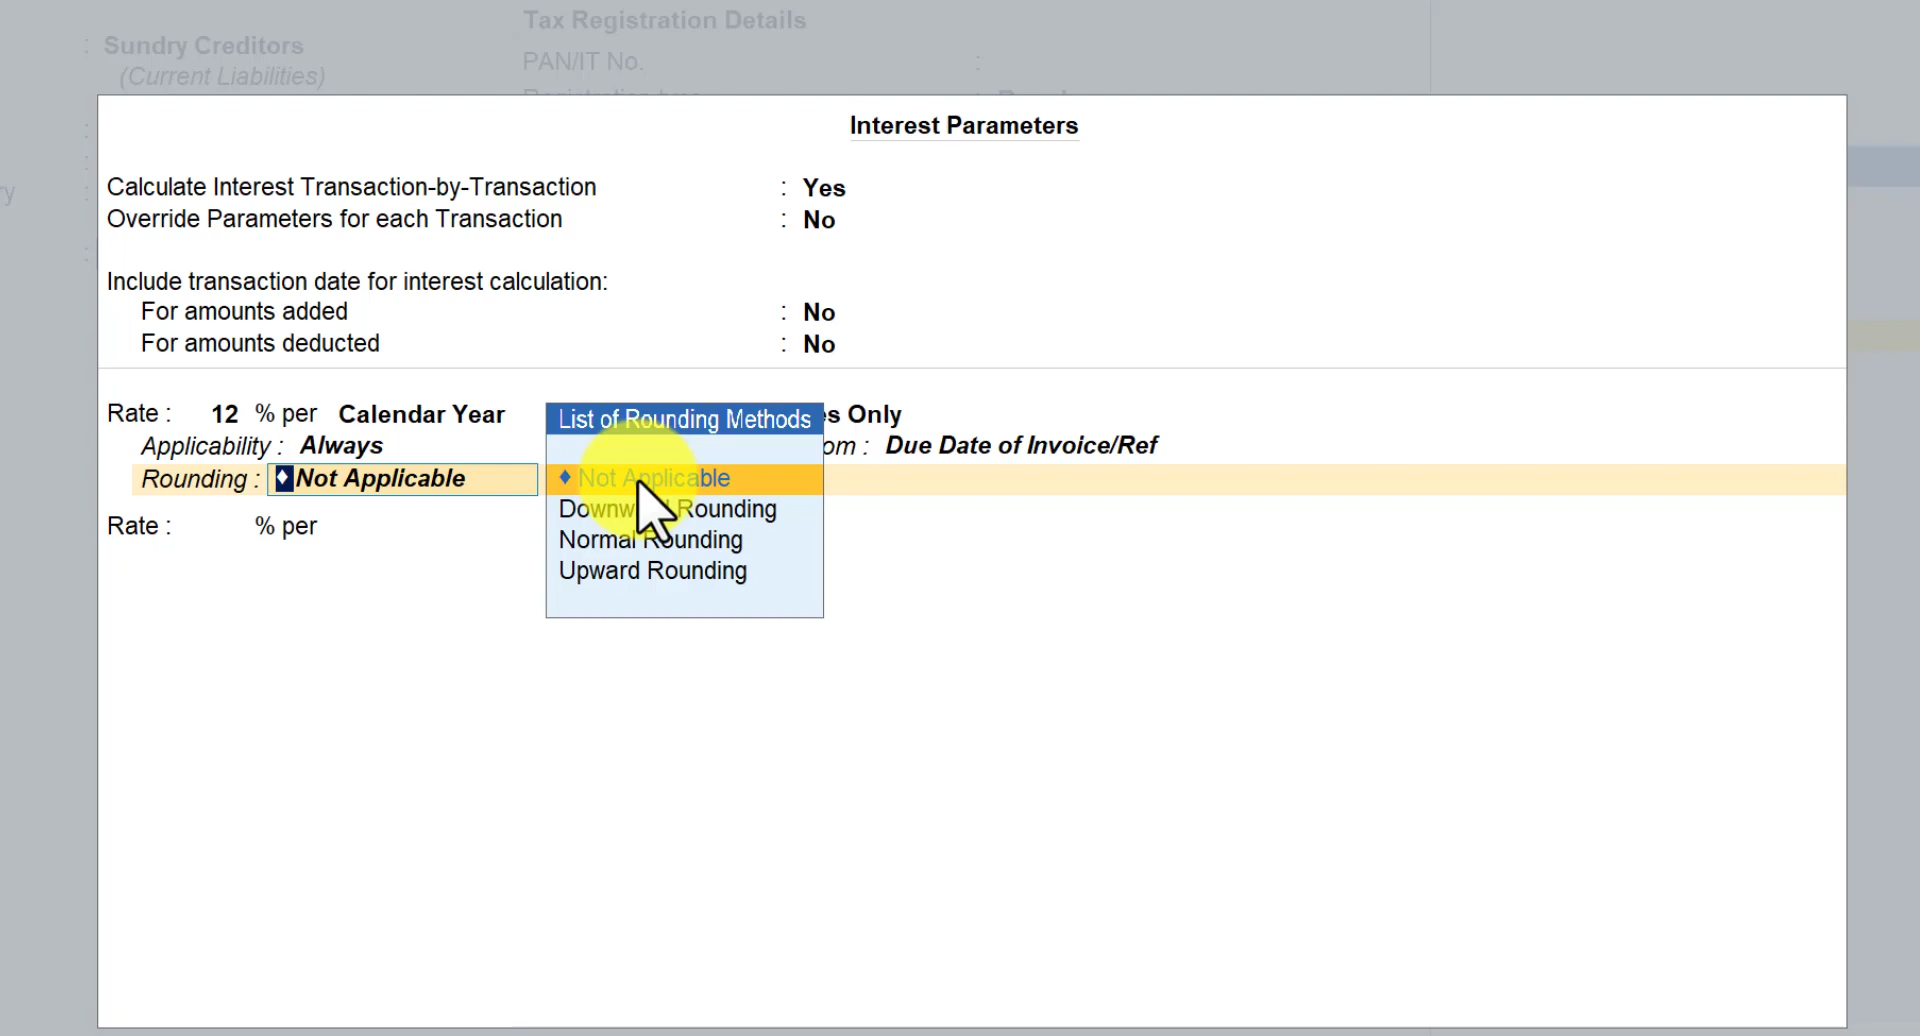 Tax Registration Details
: Sundry Creditors
(Current Liabilities)
PAN/IT No. :
Interest Parameters
Calculate Interest Transaction-by-Transaction : Yes
Override Parameters for each Transaction : No
Include transaction date for interest calculation:
For amounts added : No
For amounts deducted : No
Rate : 12 % per Calendar Year
List of Rounding Methods
es Only
Applicability : Always
om : Due Date of Invoice/Ref
Rounding : ♦ Not Applicable
♦ Not Applicable
Downward Rounding
Normal Rounding
Upward Rounding
Rate : % per